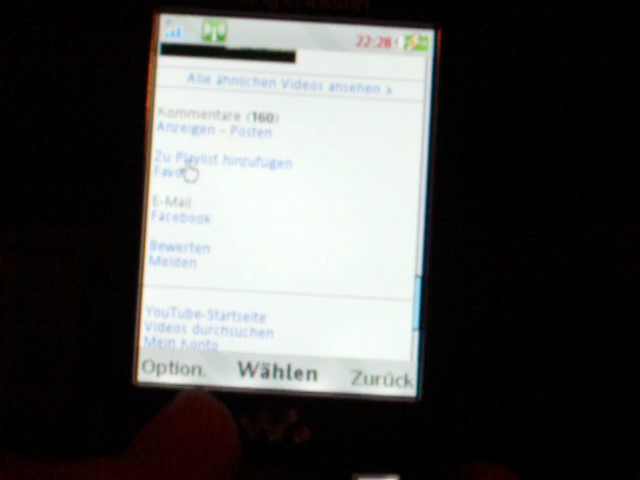 22:28
Alle ähnlichen Videos ansehen
Kommentare (160)
Anzeigen - Posten
Zu Playlist hinzufügen
E-Mail
Facebook
Bewerten
Melden
YouTube-Startseite
Videos durchsuchen
Mein Konto
Option. Wählen Zurück